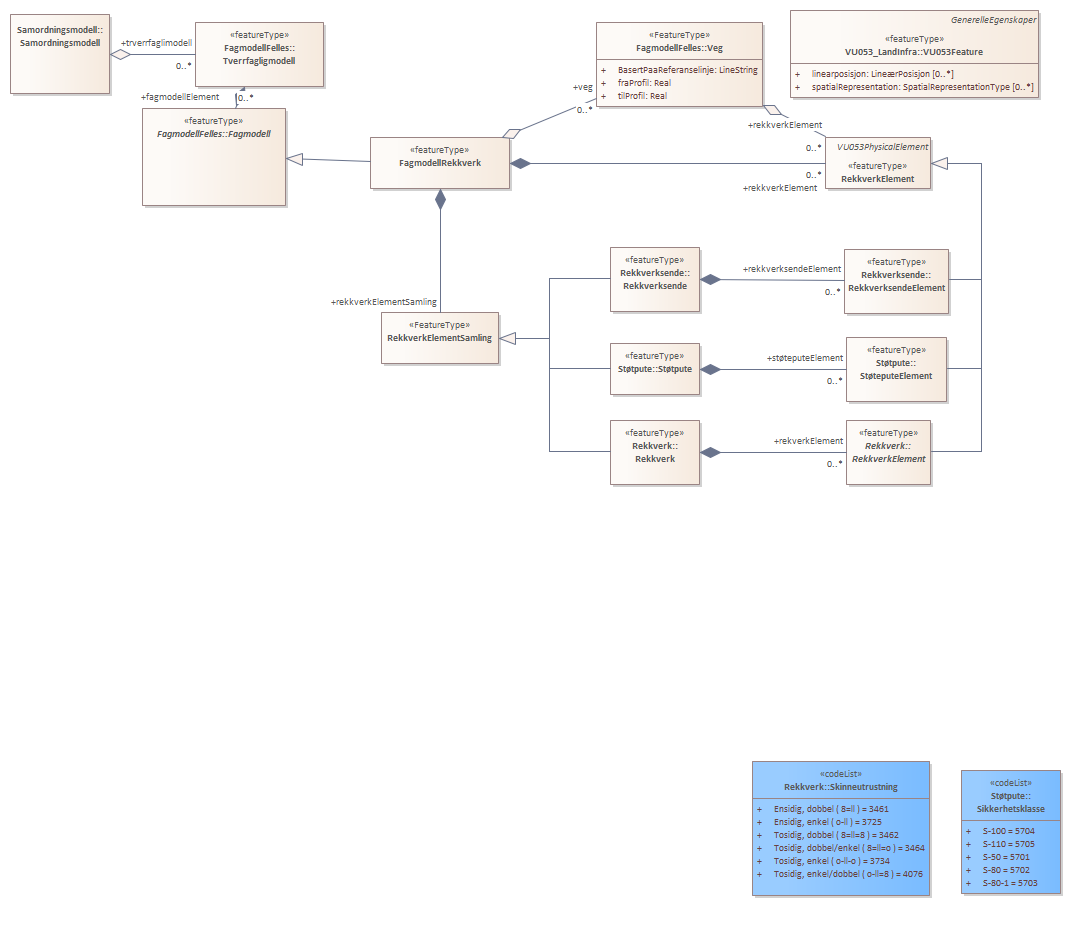 Samordningsmodell::
Samordningsmodell
+trverrfaglimodell
0..*
«featureType»
FagmodellFelles::
Tverrfagligmodell
+fagmodellElement
0..*
«featureType»
FagmodellFelles::Fagmodell
«featureType»
FagmodellRekkverk
+veg
0..*
«FeatureType»
FagmodellFelles::Veg
+ BasertPaaReferanselinje: LineString
+ fraProfil: Real
+ tilProfil: Real
GenerelleEgenskaper
«featureType»
VU053_LandInfra::VU053Feature
+ linearposisjon: LineærPosisjon [0..*]
+ spatialRepresentation: SpatialRepresentationType [0..*]
+rekkverkElement
0..*
0..*
+rekkverkElement
VU053PhysicalElement
«featureType»
RekkverkElement
+rekkverkElementSamling
«FeatureType»
RekkverkElementSamling
«featureType»
Rekkverksende::
Rekkverksende
+rekkverksendeElement
0..*
«featureType»
Rekkverksende::
RekkverksendeElement
«featureType»
Støtpute::Støtpute
+støteputeElement
0..*
«featureType»
Støtpute::
StøteputeElement
«featureType»
Rekkverk::
Rekkverk
+rekverkElement
0..*
«featureType»
Rekkverk::
RekkverkElement
«codeList»
Rekkverk::Skinneutrustning
+ Ensidig, dobbel ( 8=ll ) = 3461
+ Ensidig, enkel ( o-ll ) = 3725
+ Tosidig, dobbel ( 8=ll=8 ) = 3462
+ Tosidig, dobbel/enkel ( 8=ll=o ) = 3464
+ Tosidig, enkel ( o-ll-o ) = 3734
+ Tosidig, enkel/dobbel ( o-ll=8 ) = 4076
«codeList»
Støtpute::
Sikkerhetsklasse
+ S-100 = 5704
+ S-110 = 5705
+ S-50 = 5701
+ S-80 = 5702
+ S-80-1 = 5703